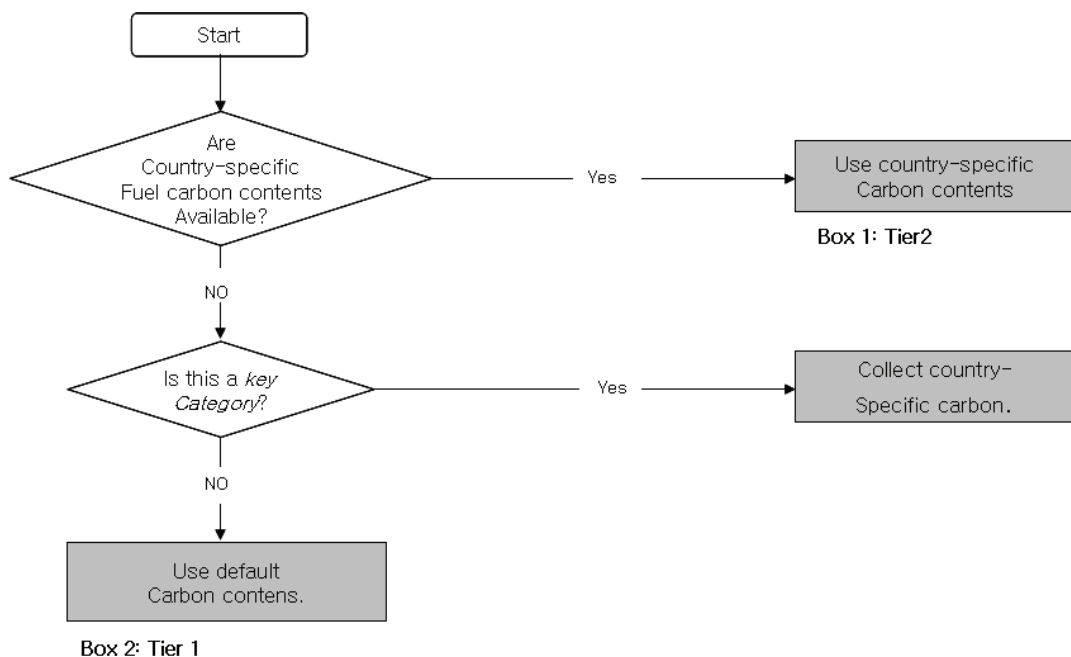 Start
Are
Country-specific
Fuel carbon contents
Available?
Yes
Use country-specific
Carbon contents
Box 1: Tier2
NO
Is this a key
Category?
Yes
Collect country-
Specific carbon.
NO
Use default
Carbon contens.
Box 2: Tier 1